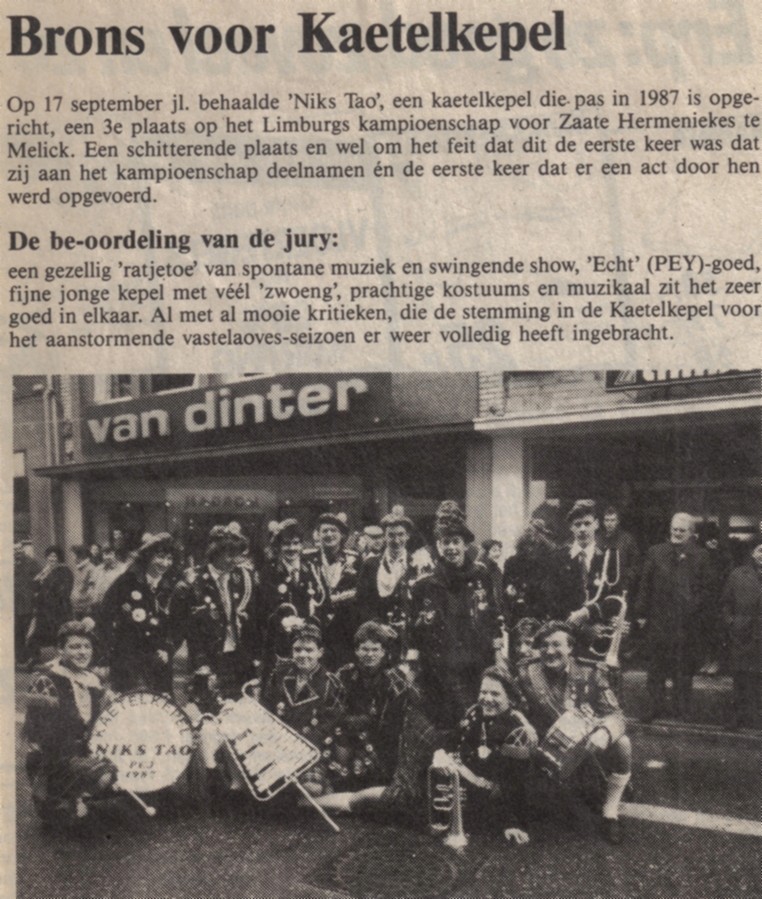 Brons voor Kaetelkepel
Op 17 september jl. behaalde 'Niks Tao', een kaetelkepel die pas in 1987 is opge-
richt, een 3e plaats op het Limburgs kampioenschap voor Zaate Hermeniekes te
Melick. Een schitterende plaats en wel om het feit dat dit de eerste keer was dat
zij aan het kampioenschap deelnamen én de eerste keer dat er een act door hen
werd opgevoerd.
De be-oordeling van de jury:
een gezellig 'ratjetoe' van spontane muziek en swingende show, 'Echt' (PEY)-goed,
fijne jonge kepel met véél 'zwoeng', prachtige kostuums en muzikaal zit het zeer
goed in elkaar. Al met al mooie kritieken, die de stemming in de Kaetelkepel voor
het aanstormende vastelaoves-seizoen er weer volledig heeft ingebracht.
van dinter
KAETELKEPEL
NIKS TAO
PEJ
1987